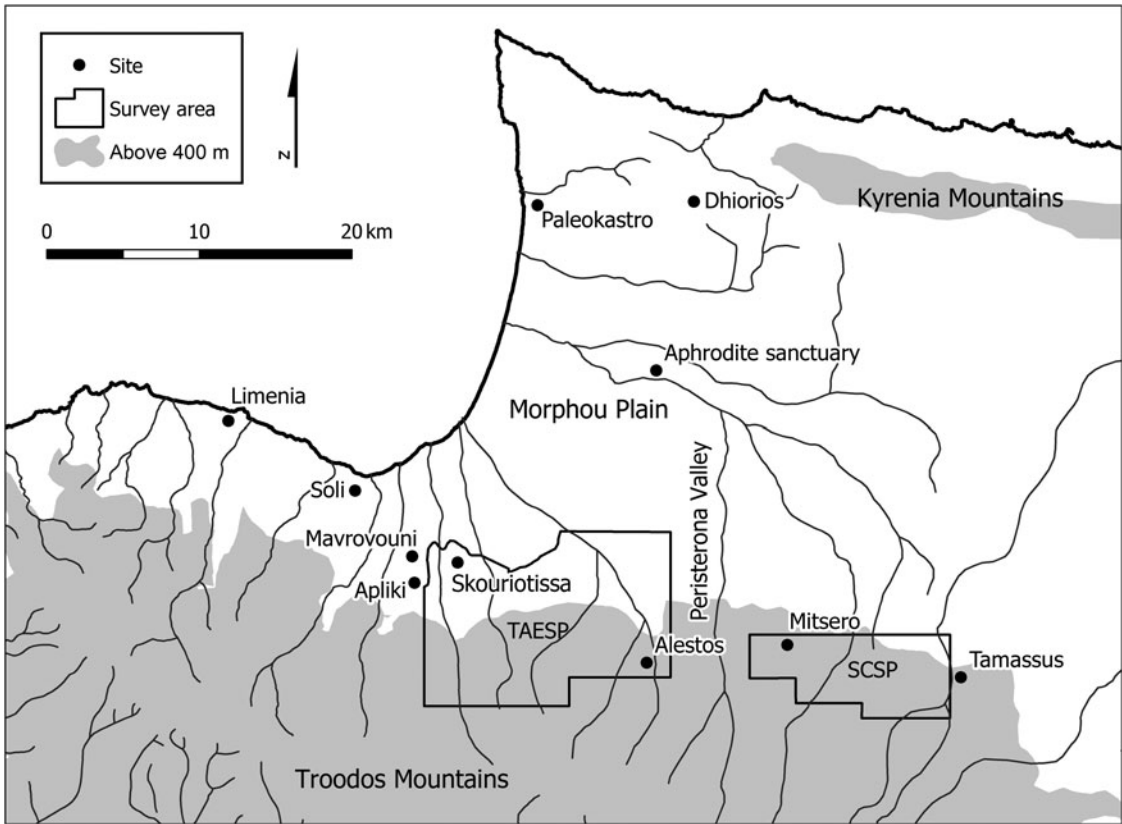 Site
Survey area
Above 400 m
N
0 10 20 km
Kyrenia Mountains
Dhiorios
Paleokastro
Aphrodite sanctuary
Morphou Plain
Limenia
Peristerona Valley
Soli
Mavrovouni
Skouriotissa
Apliki
TAESP
Mitsero
Alestos
SCSP
Tamassus
Troodos Mountains